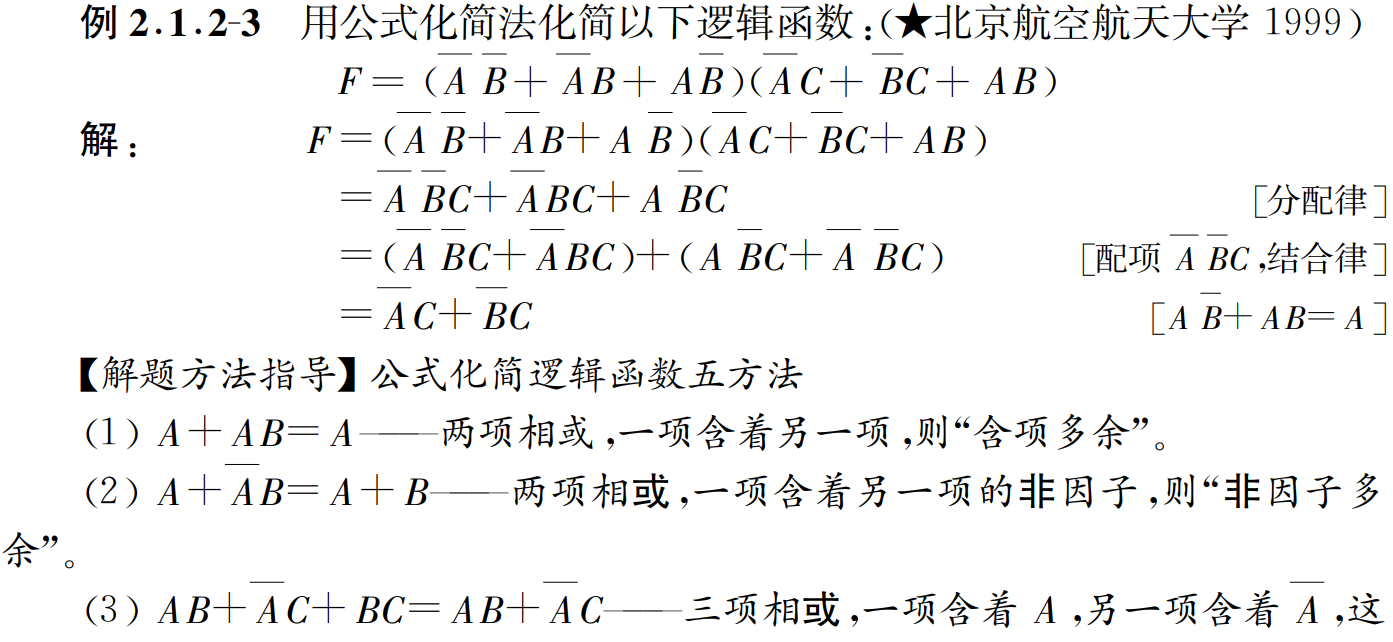 例 2.1.2-3 用公式化简法化简以下逻辑函数:(★北京航空航天大学 1999)
F = (A̅ B̅ + A̅B + AB̅)(A̅C + B̅C + AB)
解: F = (A̅ B̅ + A̅B + A B̅)(A̅C + B̅C + AB)
= A̅ B̅C + A̅BC + A B̅C [分配律]
= (A̅ B̅C + A̅BC) + (A B̅C + A̅ B̅C) [配项 A̅ B̅C,结合律]
= A̅C + B̅C [A B̅ + AB = A]
【解题方法指导】公式化简逻辑函数五方法
(1) A + AB = A——两项相或,一项含着另一项,则“含项多余”。
(2) A + A̅B = A + B——两项相或,一项含着另一项的非因子,则“非因子多
余”。
(3) AB + A̅C + BC = AB + A̅C——三项相或,一项含着 A,另一项含着 A̅,这